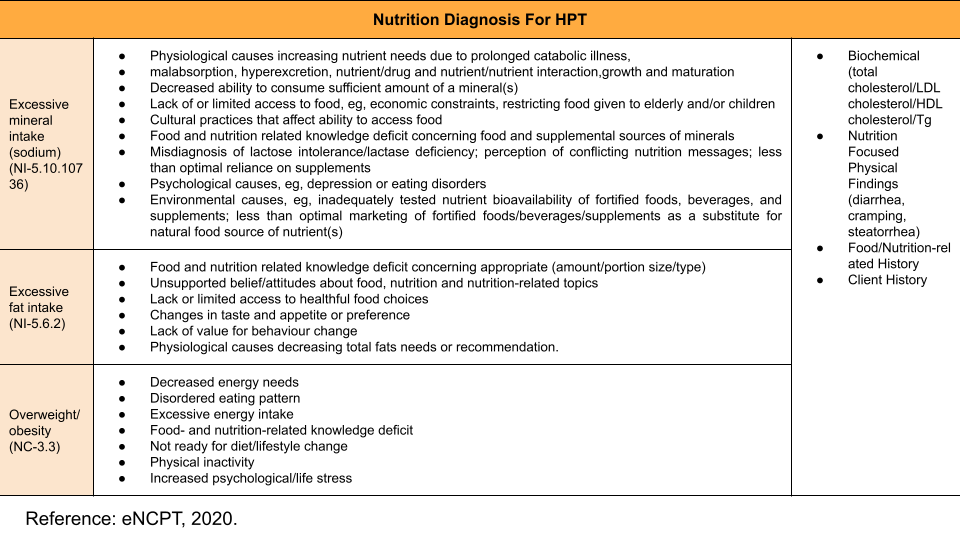 Nutrition Diagnosis For HPT
Excessive
mineral
intake
(sodium)
(NI-5.10.107
36)
● Physiological causes increasing nutrient needs due to prolonged catabolic illness,
● malabsorption, hyperexcretion, nutrient/drug and nutrient/nutrient interaction,growth and maturation
● Decreased ability to consume sufficient amount of a mineral(s)
● Lack of or limited access to food, eg, economic constraints, restricting food given to elderly and/or children
● Cultural practices that affect ability to access food
● Food and nutrition related knowledge deficit concerning food and supplemental sources of minerals
● Misdiagnosis of lactose intolerance/lactase deficiency; perception of conflicting nutrition messages; less
than optimal reliance on supplements
● Psychological causes, eg, depression or eating disorders
● Environmental causes, eg, inadequately tested nutrient bioavailability of fortified foods, beverages, and
supplements; less than optimal marketing of fortified foods/beverages/supplements as a substitute for
natural food source of nutrient(s)
● Biochemical
(total
cholesterol/LDL
cholesterol/HDL
cholesterol/Tg
● Nutrition
Focused
Physical
Findings
(diarrhea,
cramping,
steatorrhea)
● Food/Nutrition-rel
ated History
● Client History
Excessive
fat intake
(NI-5.6.2)
● Food and nutrition related knowledge deficit concerning appropriate (amount/portion size/type)
● Unsupported belief/attitudes about food, nutrition and nutrition-related topics
● Lack or limited access to healthful food choices
● Changes in taste and appetite or preference
● Lack of value for behaviour change
● Physiological causes decreasing total fats needs or recommendation.
Overweight/
obesity
(NC-3.3)
● Decreased energy needs
● Disordered eating pattern
● Excessive energy intake
● Food- and nutrition-related knowledge deficit
● Not ready for diet/lifestyle change
● Physical inactivity
● Increased psychological/life stress
Reference: eNCPT, 2020.